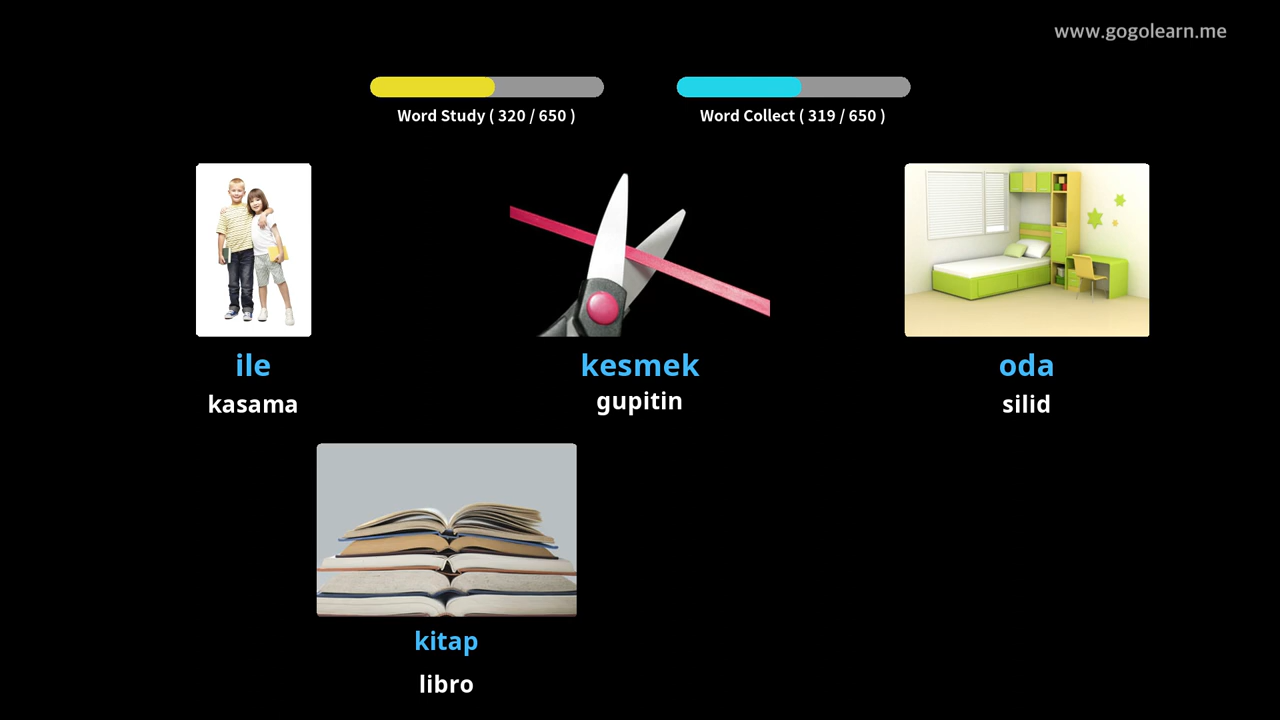 www.gogolearn.me
Word Study ( 320 / 650 )
Word Collect ( 319 / 650 )
ile
kasama
kesmek
gupitin
oda
silid
kitap
libro